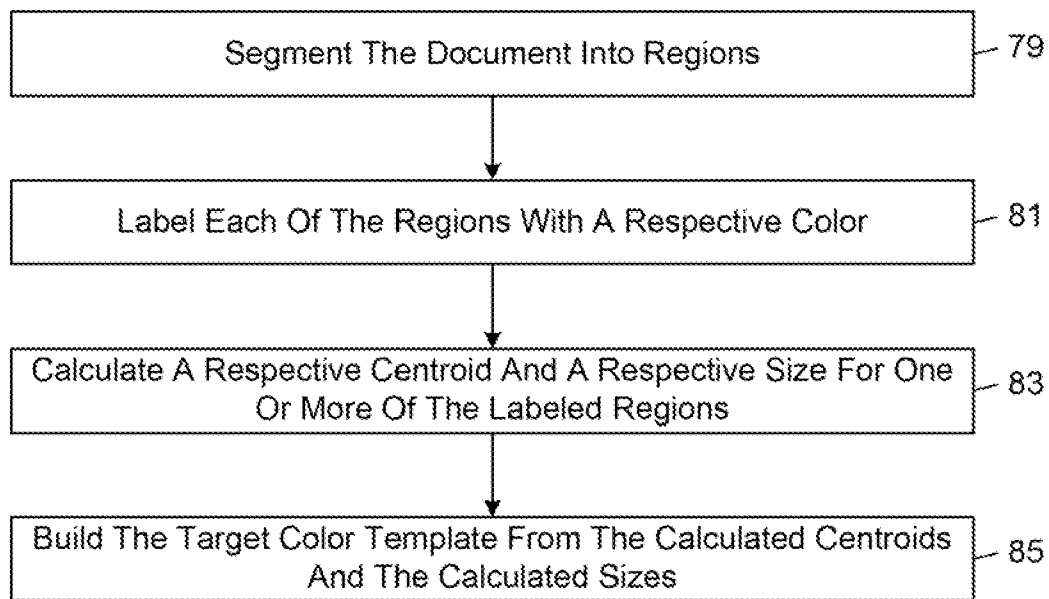 Segment The Document Into Regions
79
Label Each Of The Regions With A Respective Color
81
Calculate A Respective Centroid And A Respective Size For One
Or More Of The Labeled Regions
83
Build The Target Color Template From The Calculated Centroids
And The Calculated Sizes
85